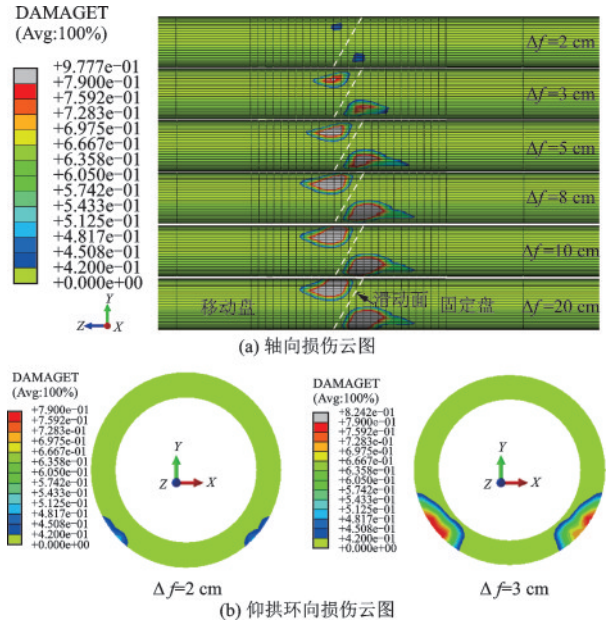 DAMAGET
(Avg:100%)
+9.777e−01
+7.900e−01
+7.592e−01
+7.283e−01
+6.975e−01
+6.667e−01
+6.358e−01
+6.050e−01
+5.742e−01
+5.433e−01
+5.125e−01
+4.817e−01
+4.508e−01
+4.200e−01
+0.000e+00
Y
Z X
Δf=2 cm
Δf=3 cm
Δf=5 cm
Δf=8 cm
Δf=10 cm
移动盘 滑动面 固定盘 Δf=20 cm
(a) 轴向损伤云图
DAMAGET
(Avg:100%)
+7.900e−01
+7.592e−01
+7.283e−01
+6.975e−01
+6.667e−01
+6.358e−01
+6.050e−01
+5.742e−01
+5.433e−01
+5.125e−01
+4.817e−01
+4.508e−01
+4.200e−01
+0.000e+00
Y
Z X
Δf=2 cm
DAMAGET
(Avg:100%)
+8.242e−01
+7.900e−01
+7.592e−01
+7.283e−01
+6.975e−01
+6.667e−01
+6.358e−01
+6.050e−01
+5.742e−01
+5.433e−01
+5.125e−01
+4.817e−01
+4.508e−01
+4.200e−01
+0.000e+00
Y
Z X
Δf=3 cm
(b) 仰拱环向损伤云图